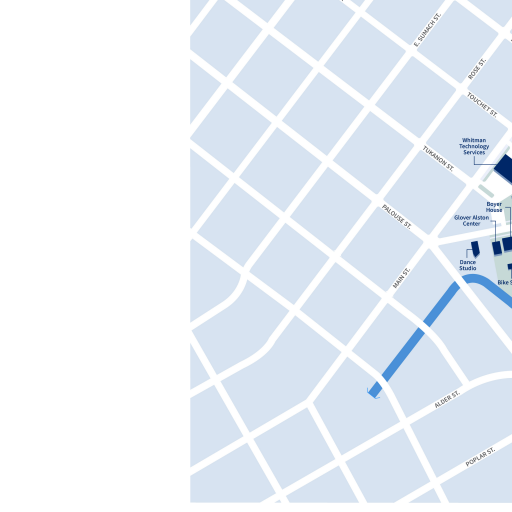 E. SUMACH ST.
ROSE ST.
TOUCHET ST.
Whitman
Technology
Services
TUKANON ST.
Boyer
House
PALOUSE ST.
Glover Alston
Center
Dance
Studio
MAIN ST.
Bike S
ALDER ST.
POPLAR ST.